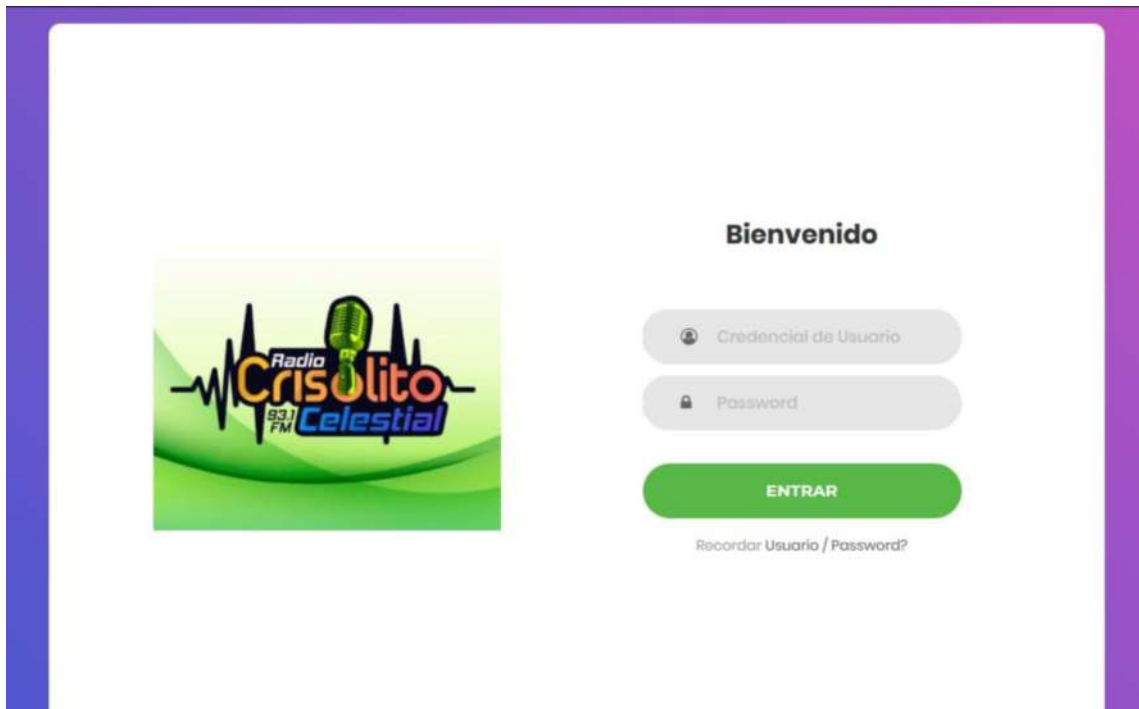 Radio
Crisolito
93.1
FM
Celestial
Bienvenido
Credencial de Usuario
Password
ENTRAR
Recordar Usuario / Password?